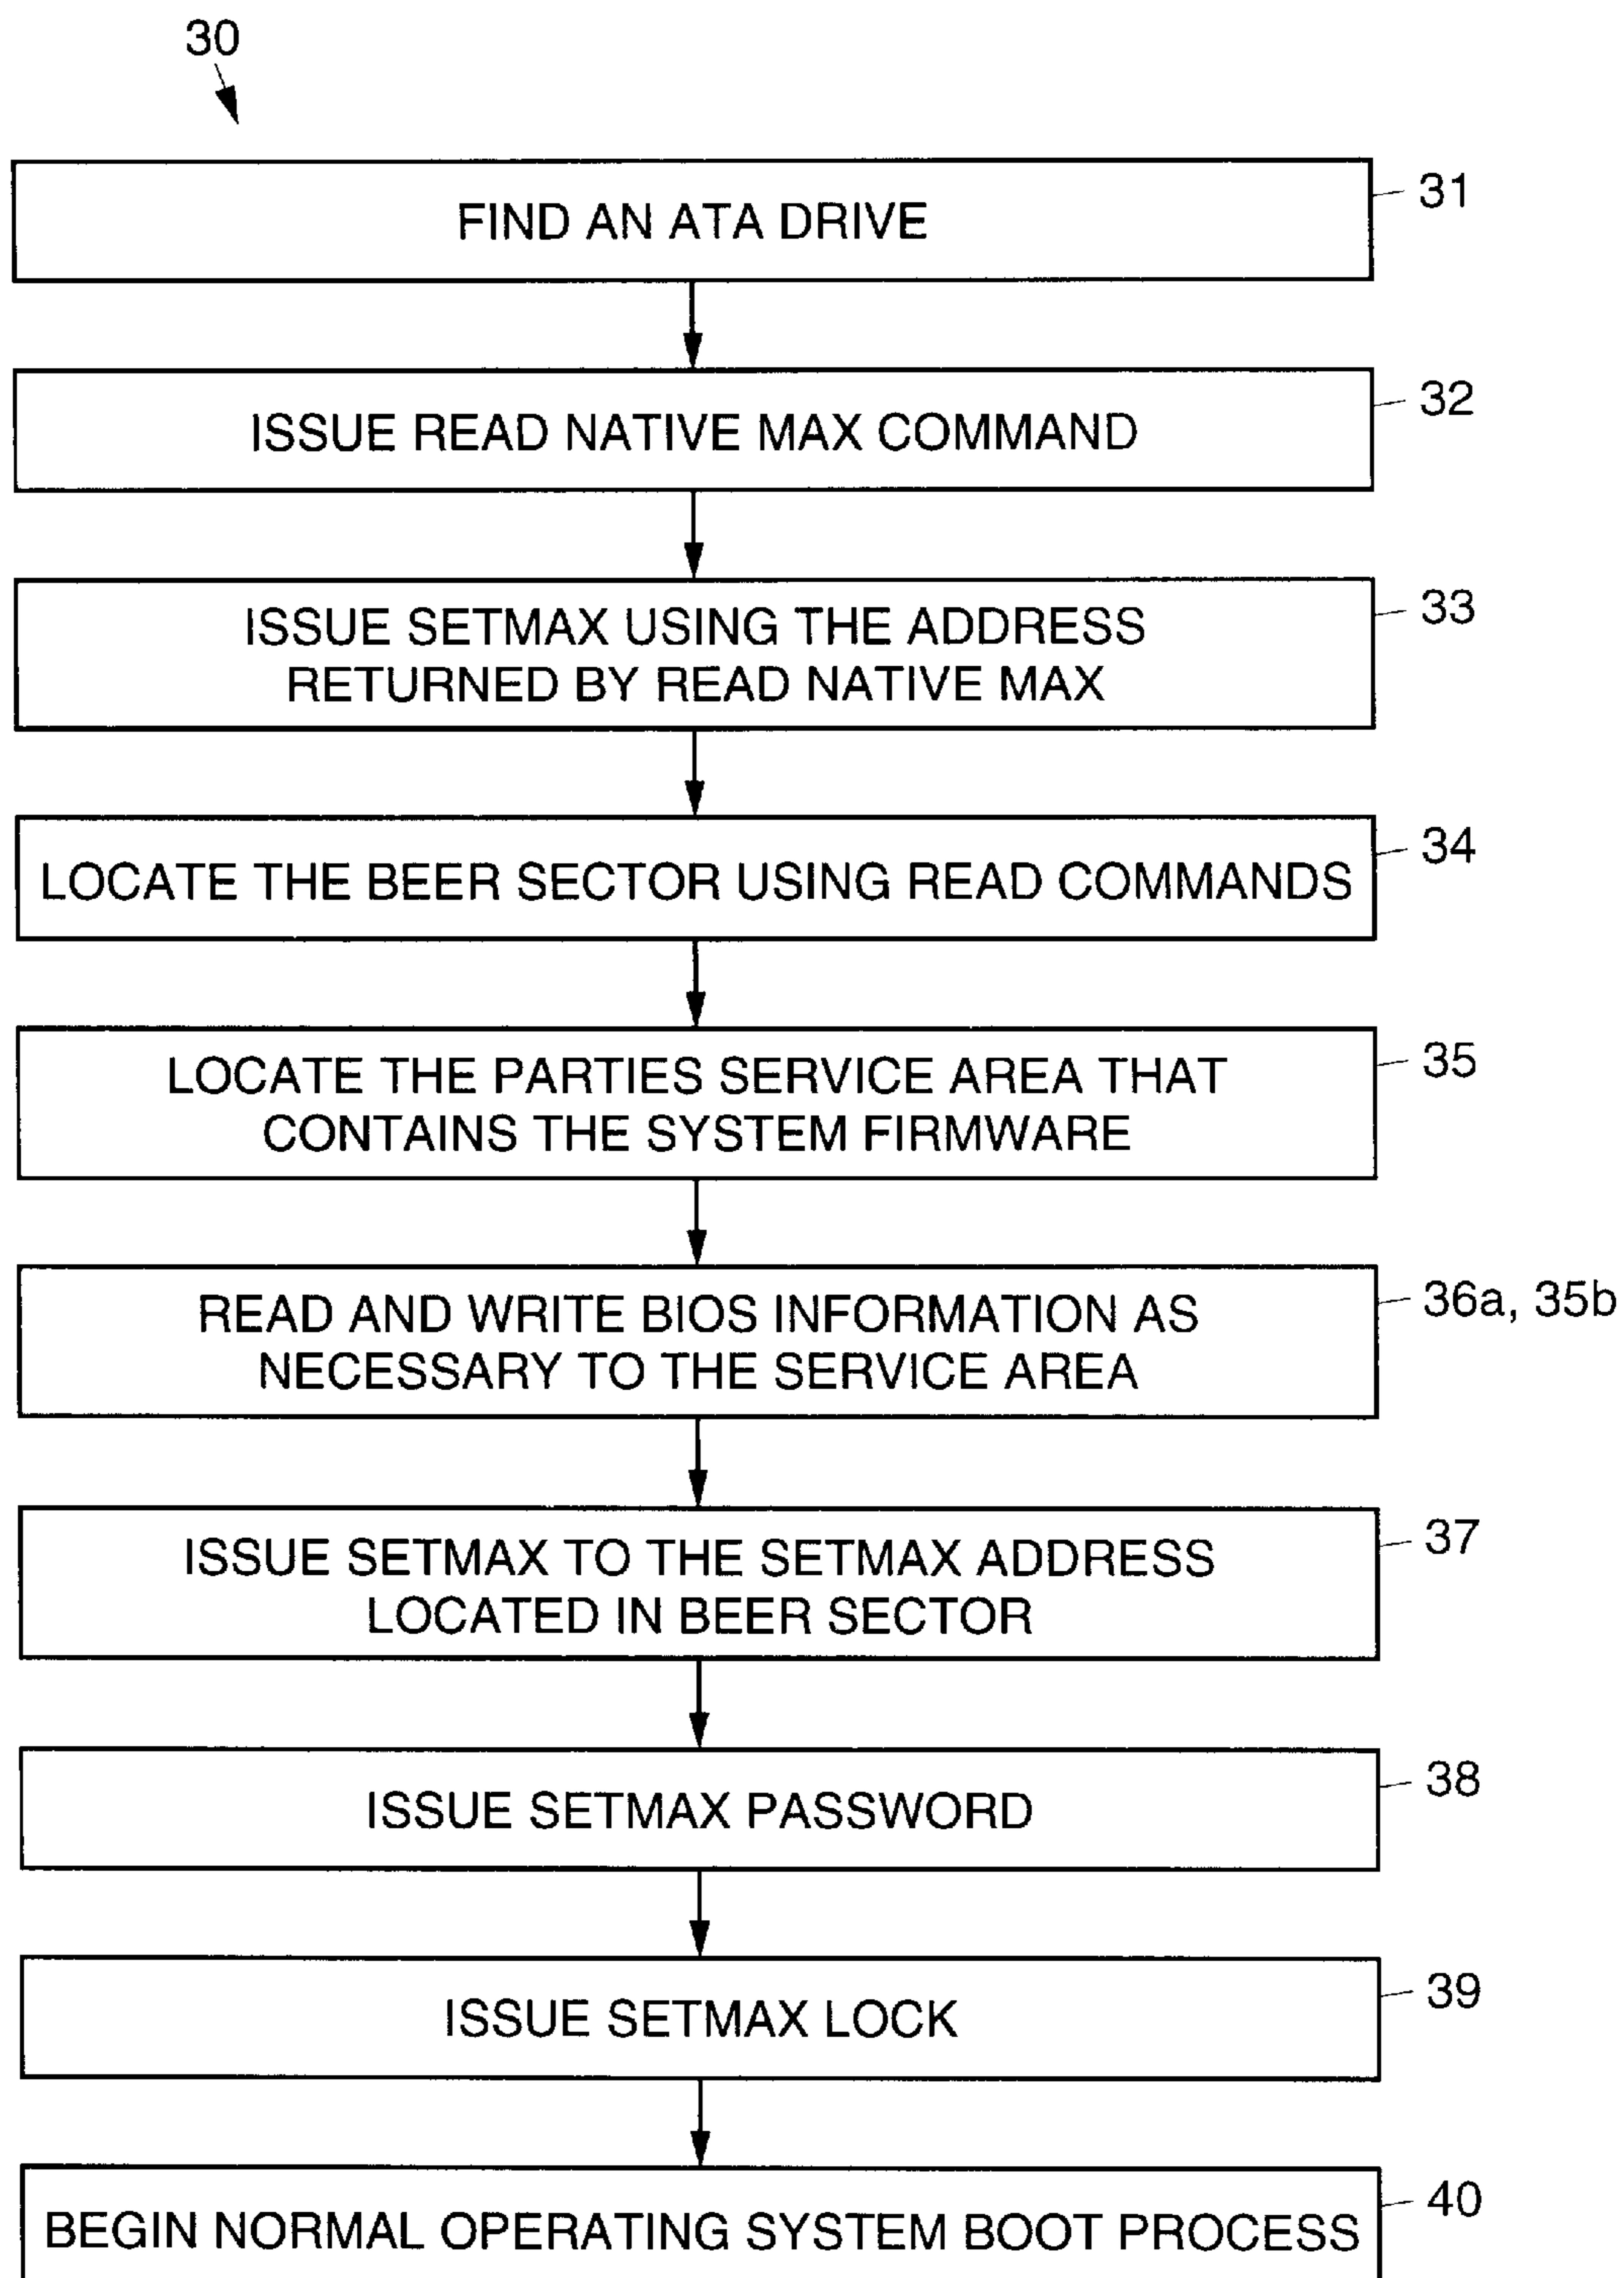 30
FIND AN ATA DRIVE
31
ISSUE READ NATIVE MAX COMMAND
32
ISSUE SETMAX USING THE ADDRESS
RETURNED BY READ NATIVE MAX
33
LOCATE THE BEER SECTOR USING READ COMMANDS
34
LOCATE THE PARTIES SERVICE AREA THAT
CONTAINS THE SYSTEM FIRMWARE
35
READ AND WRITE BIOS INFORMATION AS
NECESSARY TO THE SERVICE AREA
36a, 35b
ISSUE SETMAX TO THE SETMAX ADDRESS
LOCATED IN BEER SECTOR
37
ISSUE SETMAX PASSWORD
38
ISSUE SETMAX LOCK
39
BEGIN NORMAL OPERATING SYSTEM BOOT PROCESS
40